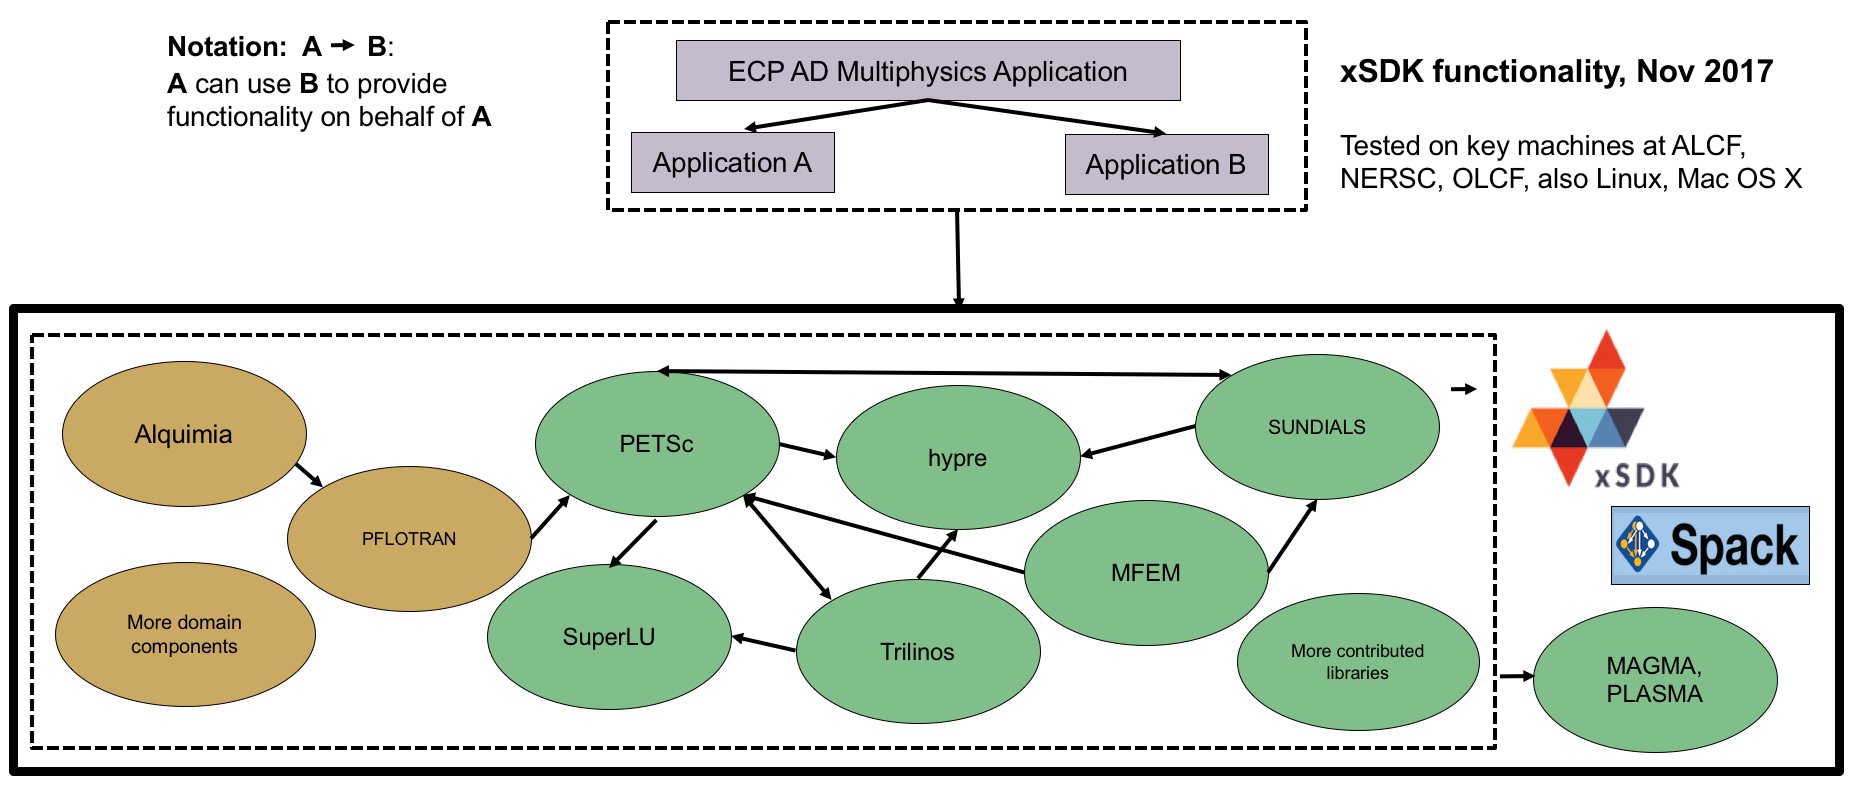 Notation: A → B:
A can use B to provide
functionality on behalf of A
ECP AD Multiphysics Application
Application A
Application B
xSDK functionality, Nov 2017
Tested on key machines at ALCF,
NERSC, OLCF, also Linux, Mac OS X
Alquimia
PFLOTRAN
More domain
components
PETSc
hypre
SUNDIALS
SuperLU
Trilinos
MFEM
More contributed
libraries
xSDK
Spack
MAGMA,
PLASMA